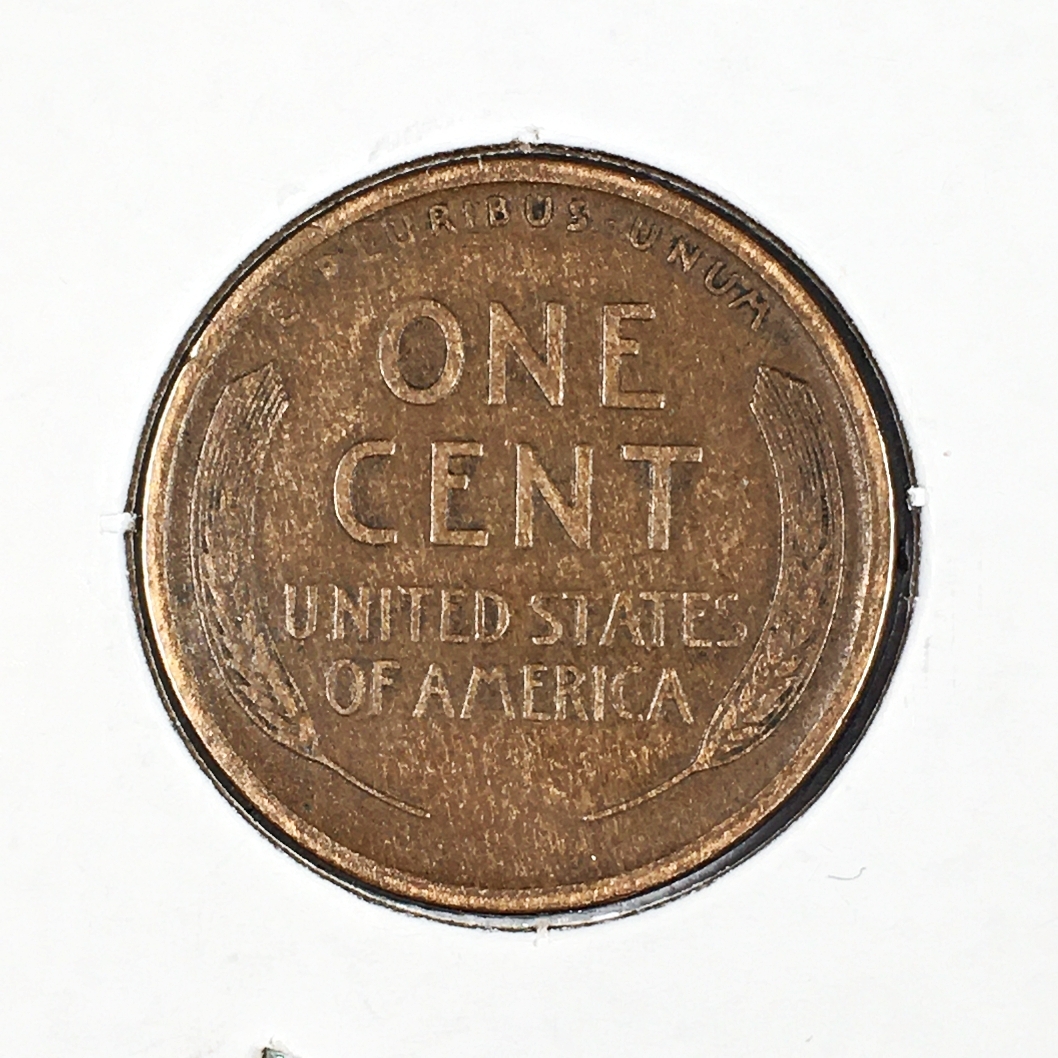 E PLURIBUS · UNUM
ONE
CENT
UNITED STATES
OF AMERICA